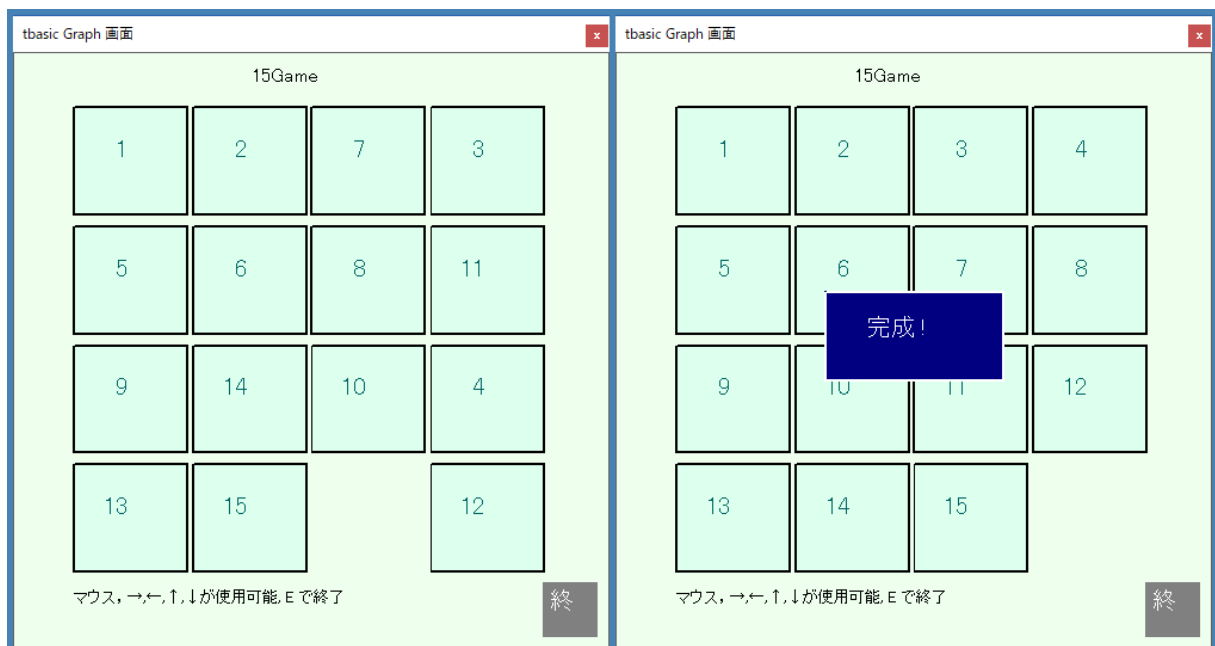 tbasic Graph 画面
x
15Game
1 2 7 3
5 6 8 11
9 14 10 4
13 15 12
マウス，→,←,↑,↓が使用可能,E で終了
終
tbasic Graph 画面
x
15Game
1 2 3 4
5 6 7 8
完成!
9 10 11 12
13 14 15
マウス，→,←,↑,↓が使用可能,E で終了
終